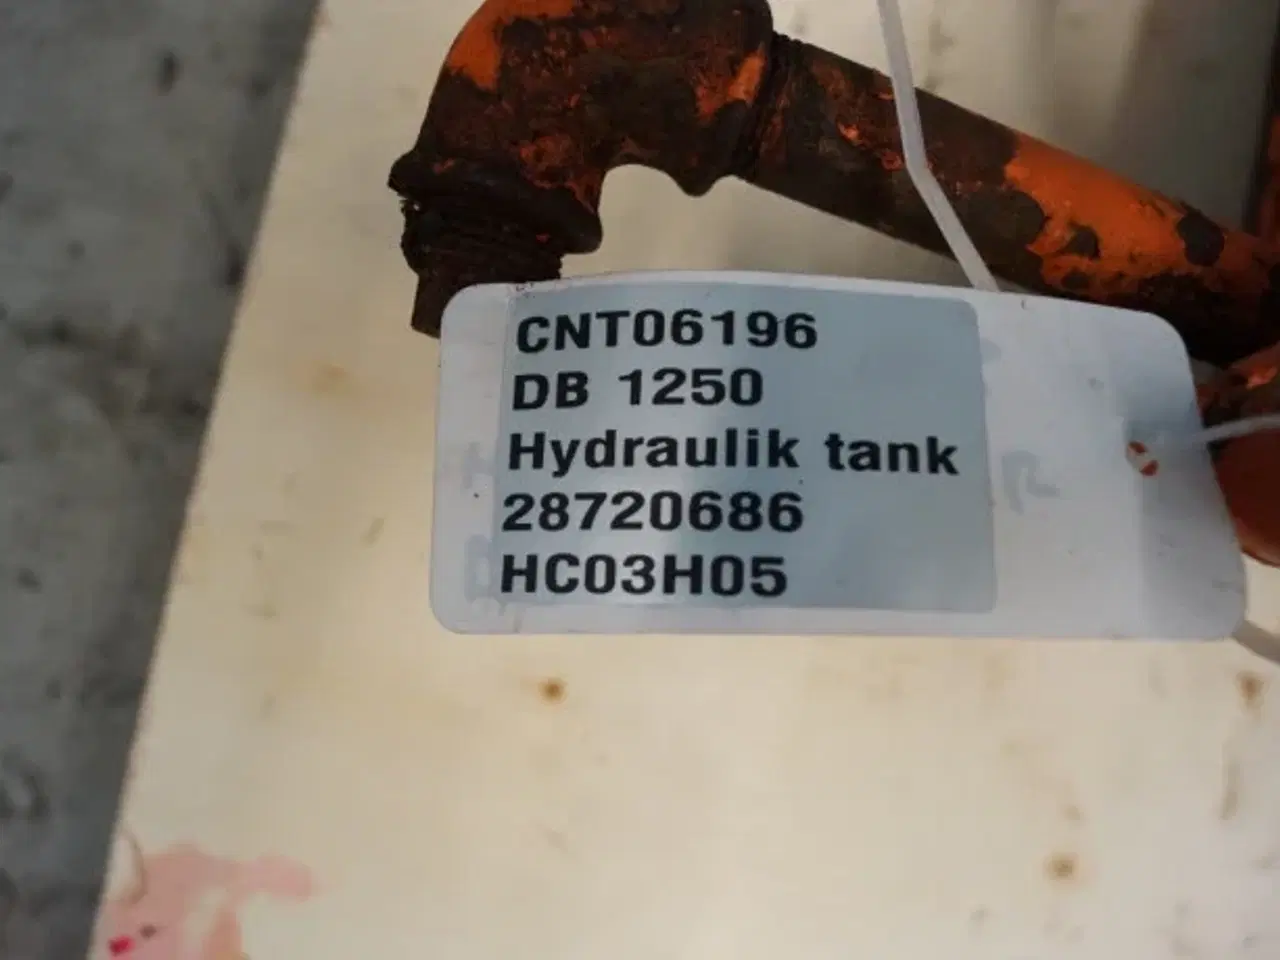 CNT06196
DB 1250
Hydraulik tank
28720686
HC03H05